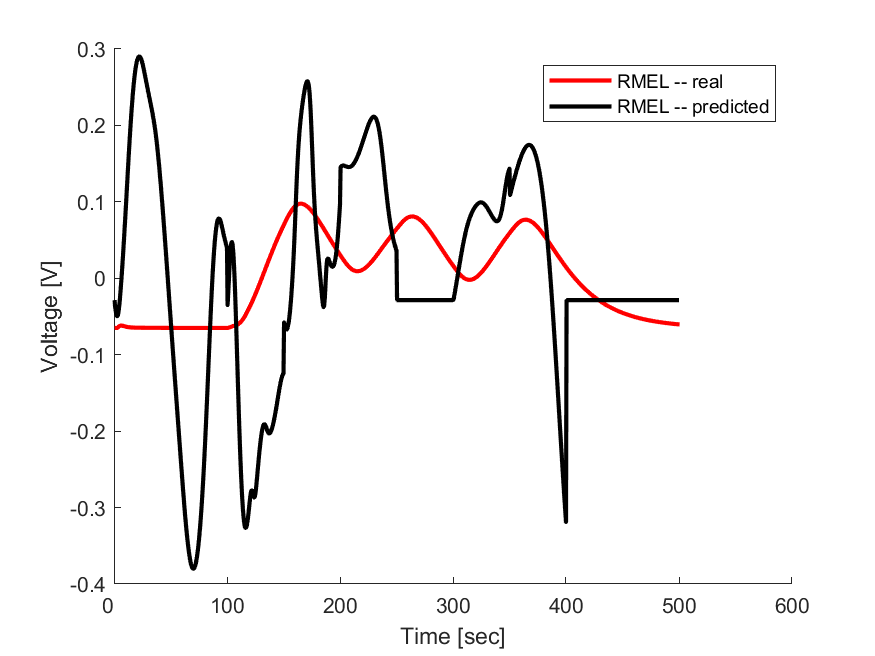 RMEL -- real
RMEL -- predicted
Voltage [V]
0.3
0.2
0.1
0
-0.1
-0.2
-0.3
-0.4
0 100 200 300 400 500 600
Time [sec]